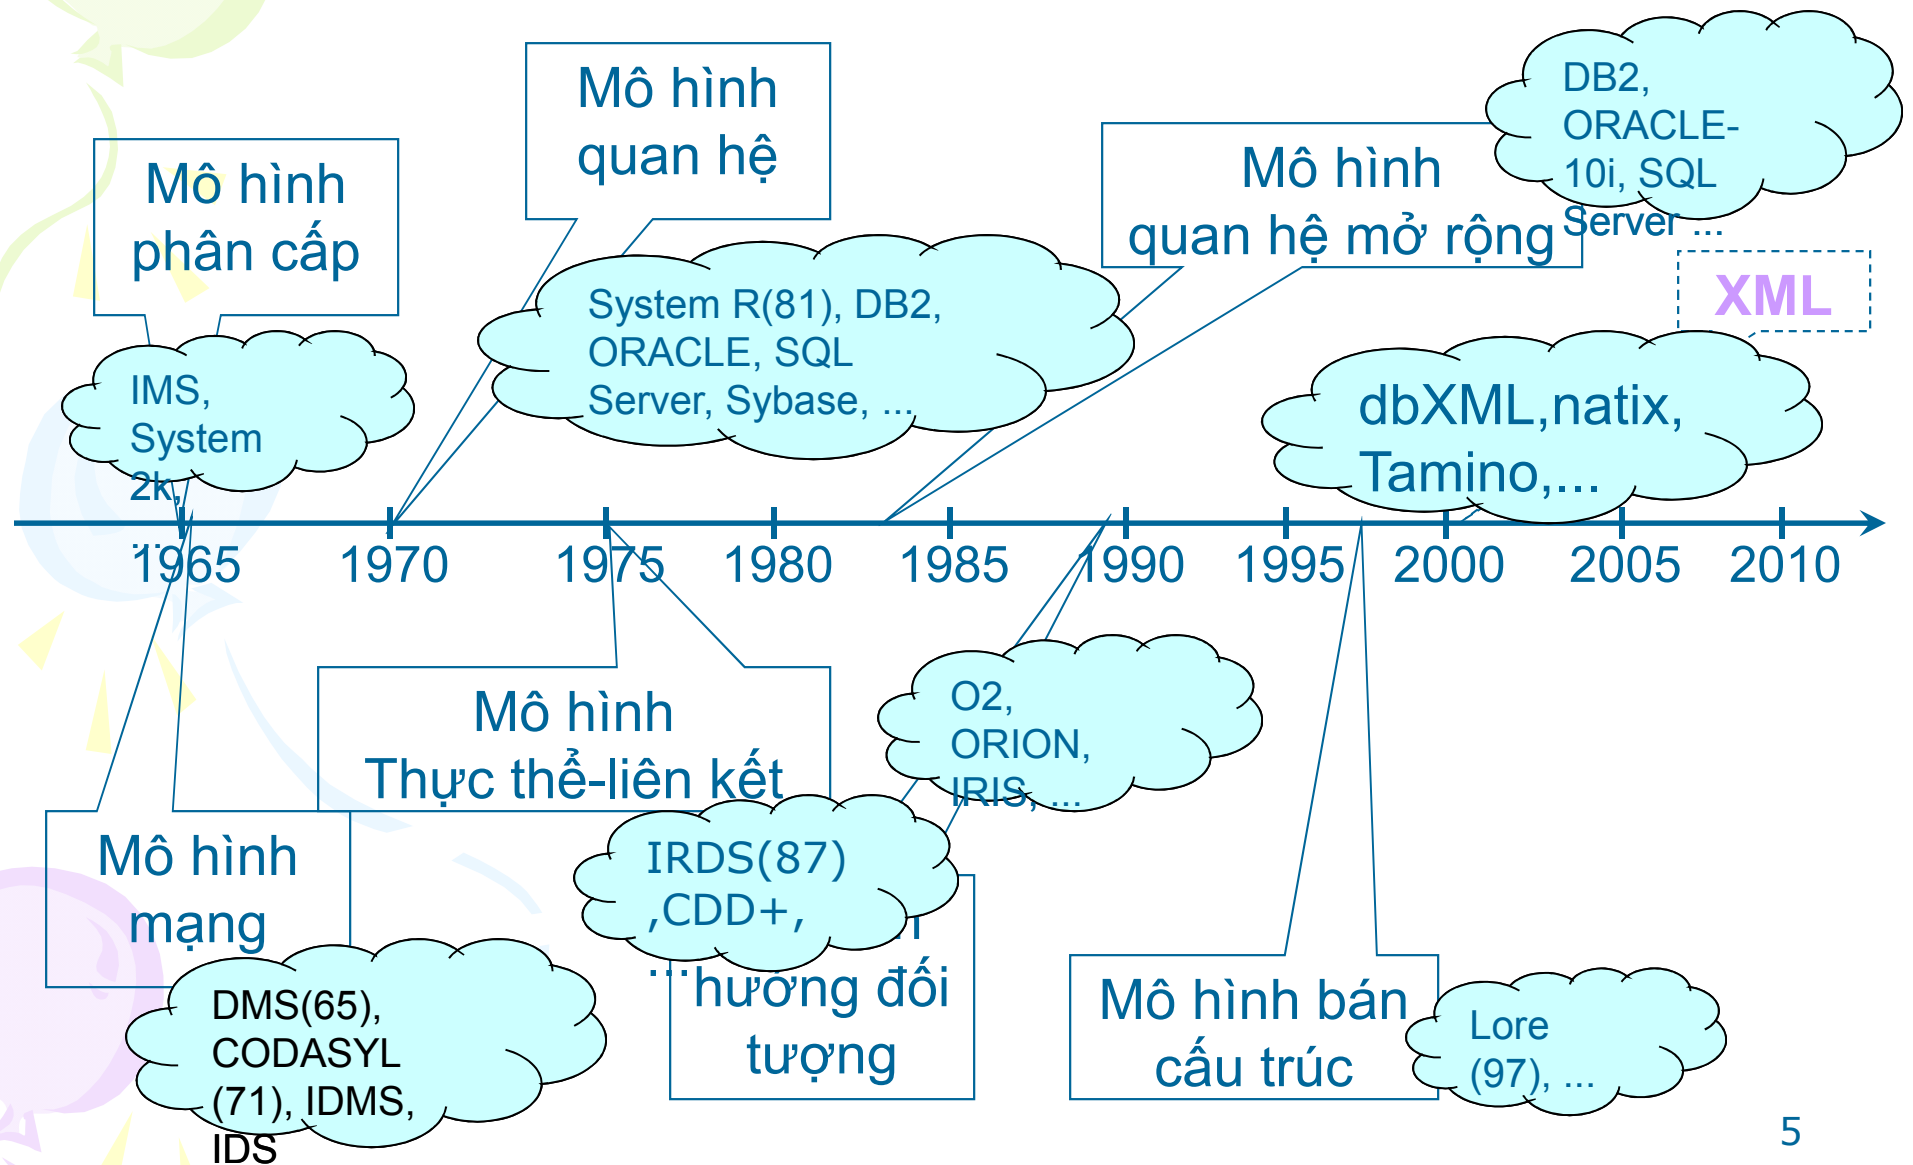 Mô hình
phân cấp
IMS,
System
2k,
...
Mô hình
quan hệ
System R(81), DB2,
ORACLE, SQL
Server, Sybase, ...
Mô hình
quan hệ mở rộng
DB2,
ORACLE-
10i, SQL
Server ...
XML
dbXML,natix,
Tamino,...
1965 1970 1975 1980 1985 1990 1995 2000 2005 2010
Mô hình
mạng
DMS(65),
CODASYL
(71), IDMS,
IDS
Mô hình
Thực thể-liên kết
IRDS(87)
,CDD+,
...
hướng đối
tượng
O2,
ORION,
IRIS, ...
Mô hình bán
cấu trúc
Lore
(97), ...
5